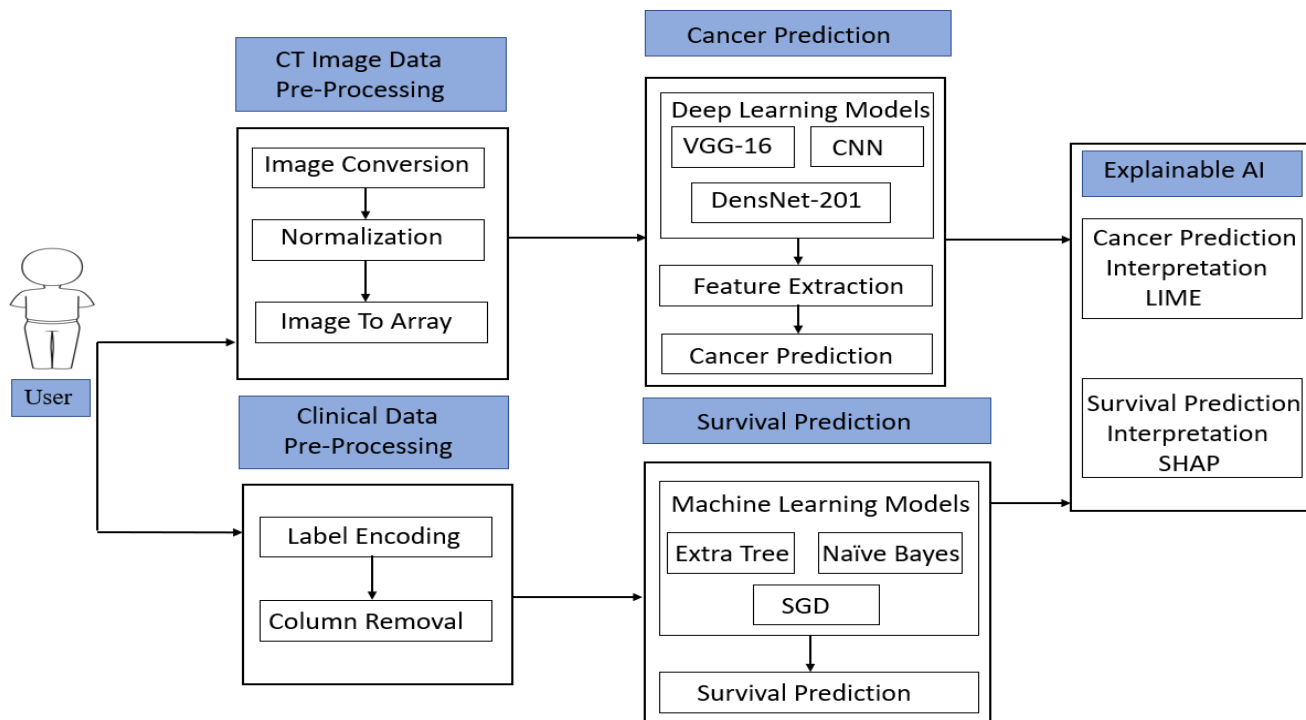 CT Image Data
Pre-Processing
Image Conversion
Normalization
Image To Array
Cancer Prediction
Deep Learning Models
VGG-16
CNN
DensNet-201
Feature Extraction
Cancer Prediction
Explainable AI
Cancer Prediction
Interpretation
LIME
Survival Prediction
Interpretation
SHAP
User
Clinical Data
Pre-Processing
Label Encoding
Column Removal
Survival Prediction
Machine Learning Models
Extra Tree
Naïve Bayes
SGD
Survival Prediction